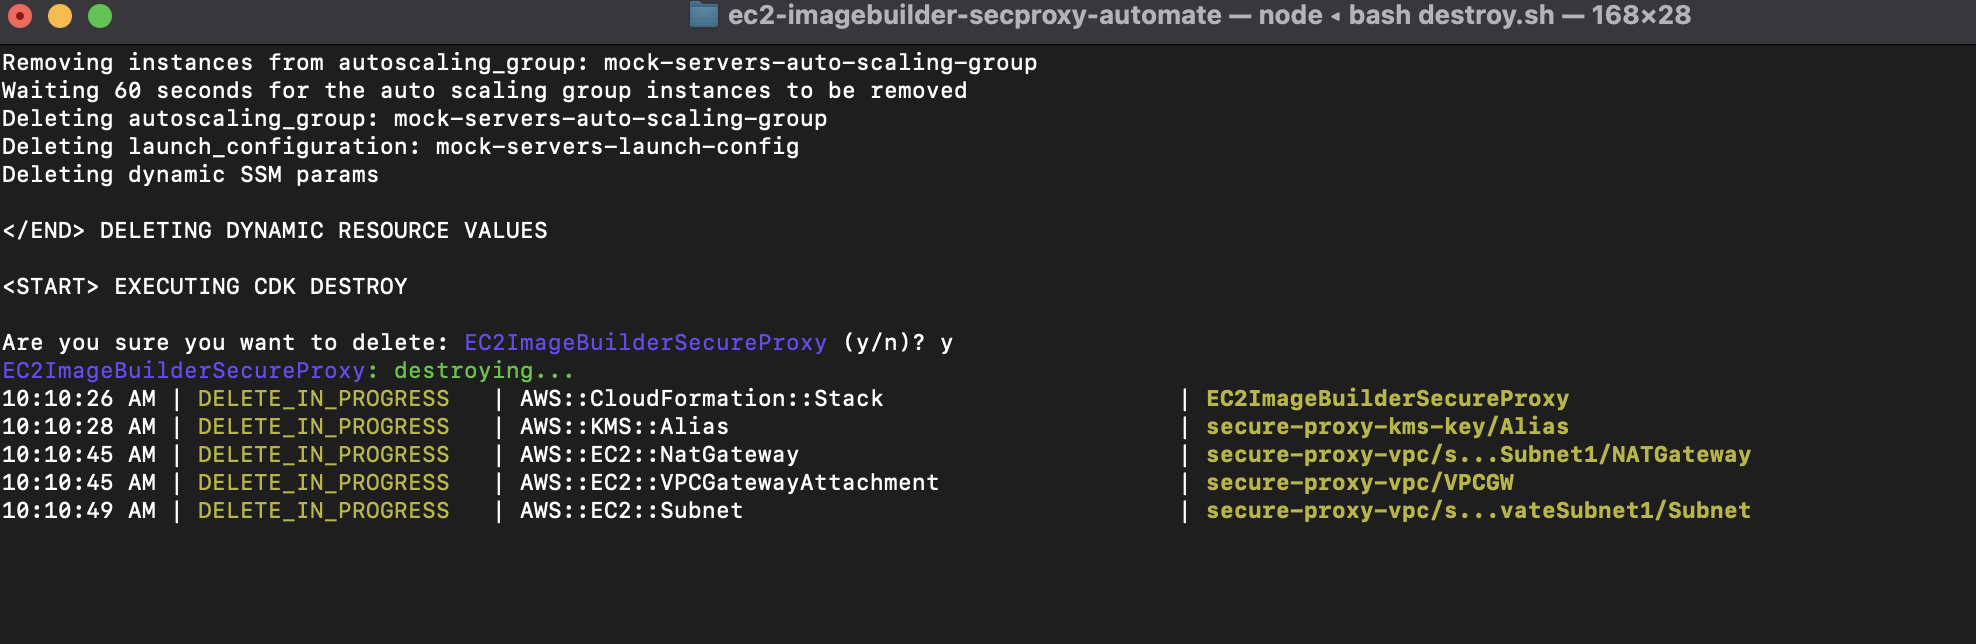 ec2-imagebuilder-secproxy-automate — node ◂ bash destroy.sh — 168×28
Removing instances from autoscaling_group: mock-servers-auto-scaling-group
Waiting 60 seconds for the auto scaling group instances to be removed
Deleting autoscaling_group: mock-servers-auto-scaling-group
Deleting launch_configuration: mock-servers-launch-config
Deleting dynamic SSM params
</END> DELETING DYNAMIC RESOURCE VALUES
<START> EXECUTING CDK DESTROY
Are you sure you want to delete: EC2ImageBuilderSecureProxy (y/n)? y
EC2ImageBuilderSecureProxy: destroying...
10:10:26 AM | DELETE_IN_PROGRESS | AWS::CloudFormation::Stack | EC2ImageBuilderSecureProxy
10:10:28 AM | DELETE_IN_PROGRESS | AWS::KMS::Alias | secure-proxy-kms-key/Alias
10:10:45 AM | DELETE_IN_PROGRESS | AWS::EC2::NatGateway | secure-proxy-vpc/s...Subnet1/NATGateway
10:10:45 AM | DELETE_IN_PROGRESS | AWS::EC2::VPCGatewayAttachment | secure-proxy-vpc/VPCGW
10:10:49 AM | DELETE_IN_PROGRESS | AWS::EC2::Subnet | secure-proxy-vpc/s...vateSubnet1/Subnet